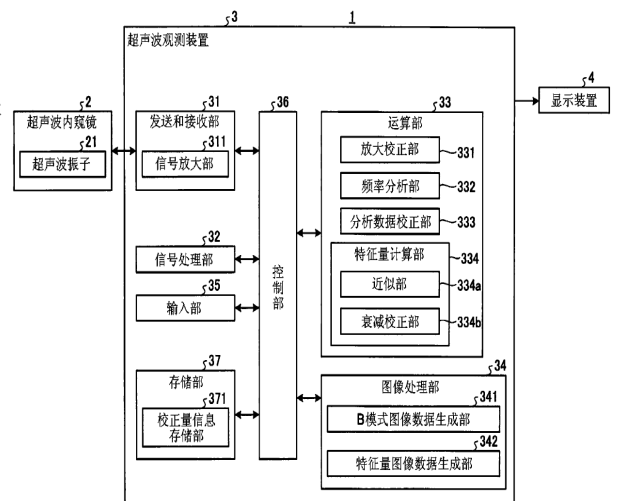 3
1
超声波观测装置
4
显示装置
2
超声波内窥镜
21
超声波振子
31
发送和接收部
311
信号放大部
36
控制部
33
运算部
放大校正部
331
频率分析部
332
分析数据校正部
333
特征量计算部
334
近似部
334a
衰减校正部
334b
32
信号处理部
35
输入部
37
存储部
371
校正量信息
存储部
34
图像处理部
341
B模式图像数据生成部
342
特征量图像数据生成部